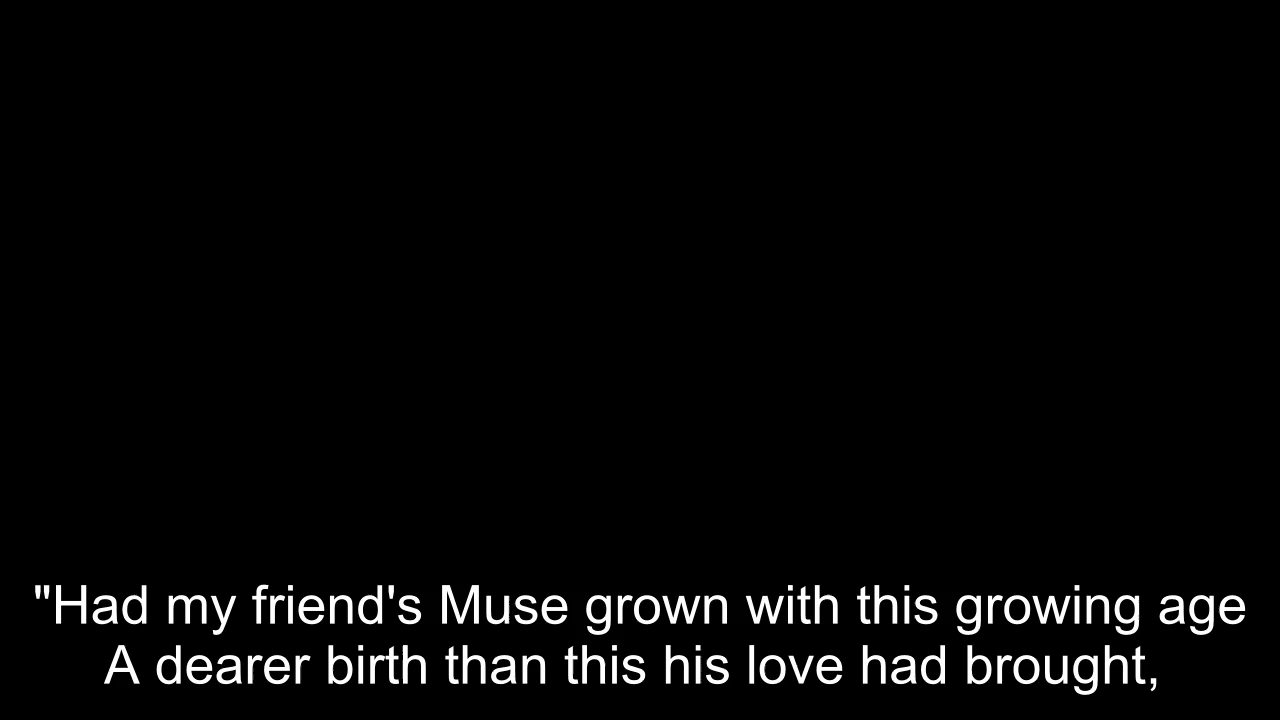 "Had my friend's Muse grown with this growing age
A dearer birth than this his love had brought,